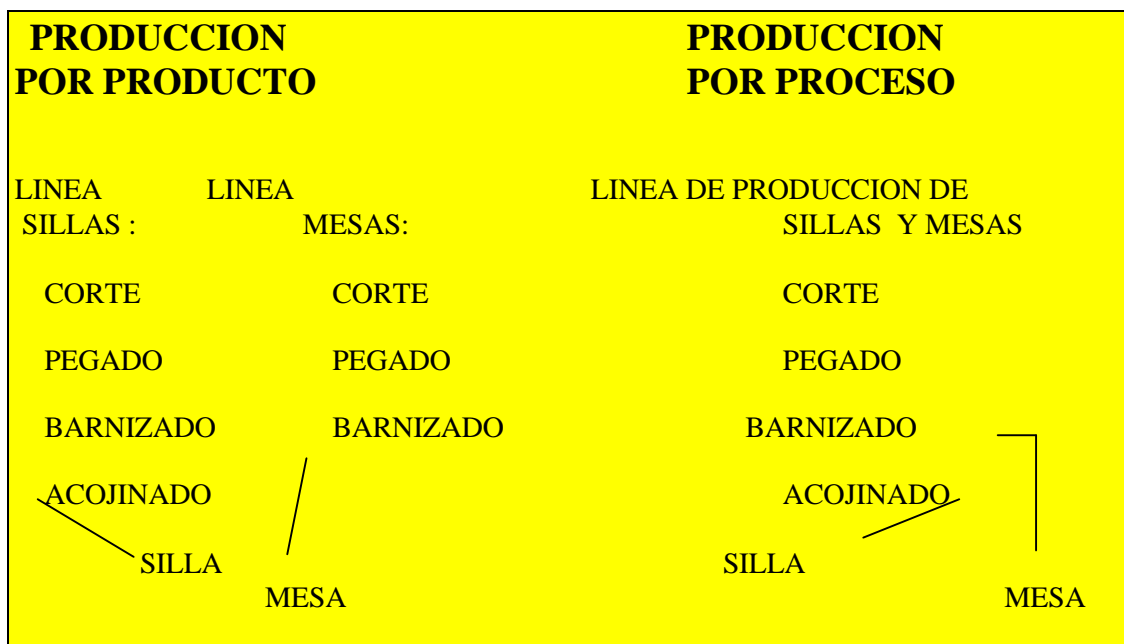 PRODUCCION PRODUCCION
POR PRODUCTO POR PROCESO
LINEA LINEA LINEA DE PRODUCCION DE
SILLAS : MESAS: SILLAS Y MESAS
CORTE CORTE CORTE
PEGADO PEGADO PEGADO
BARNIZADO BARNIZADO BARNIZADO
ACOJINADO ACOJINADO
SILLA SILLA
MESA MESA